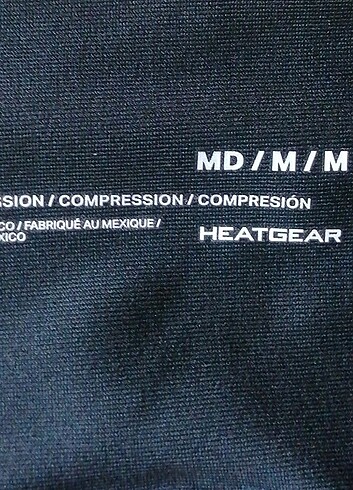 MD / M / M
SSION / COMPRESSION / COMPRESIÓN
CO / FABRIQUÉ AU MEXIQUE /
XICO
HEATGEAR